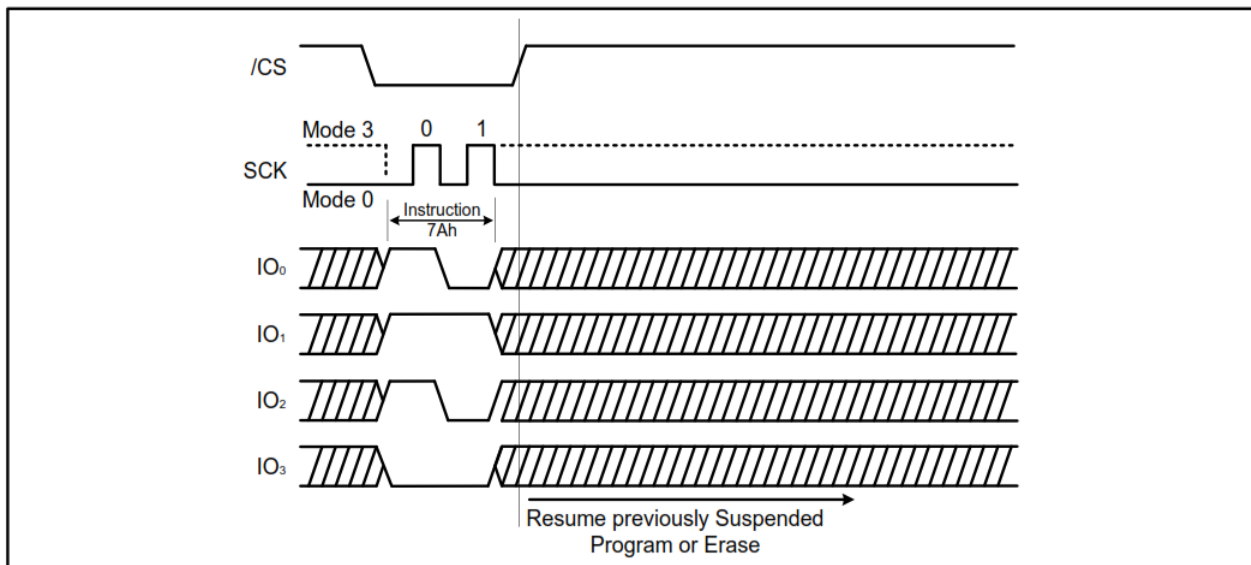 /CS
Mode 3 0 1
SCK
Mode 0
Instruction
7Ah
IO₀
IO₁
IO₂
IO₃
Resume previously Suspended
Program or Erase